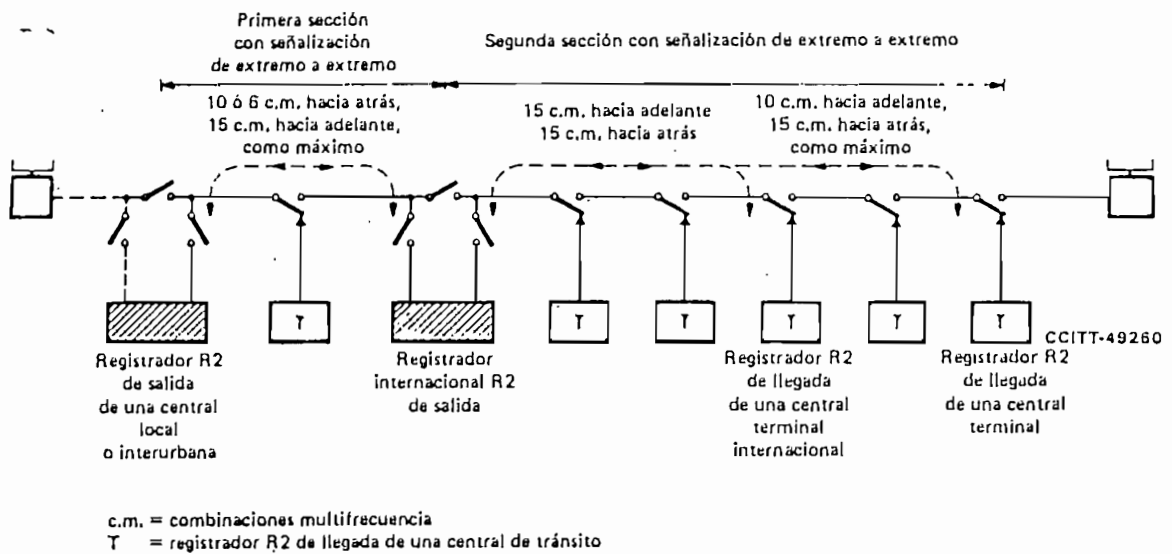 Primera sección
con señalización
de extremo a extremo
Segunda sección con señalización de extremo a extremo
10 ó 6 c.m. hacia atrás,
15 c.m. hacia adelante,
como máximo
15 c.m. hacia adelante
15 c.m. hacia atrás
10 c.m. hacia adelante,
15 c.m. hacia atrás,
como máximo
T
T
T
T
T
T
CCITT-49260
Registrador R2
de salida
de una central
local
o interurbana
Registrador
internacional R2
de salida
Registrador R2
de llegada
de una central
terminal
internacional
Registrador R2
de llegada
de una central
terminal
c.m. = combinaciones multifrecuencia
T = registrador R2 de llegada de una central de tránsito